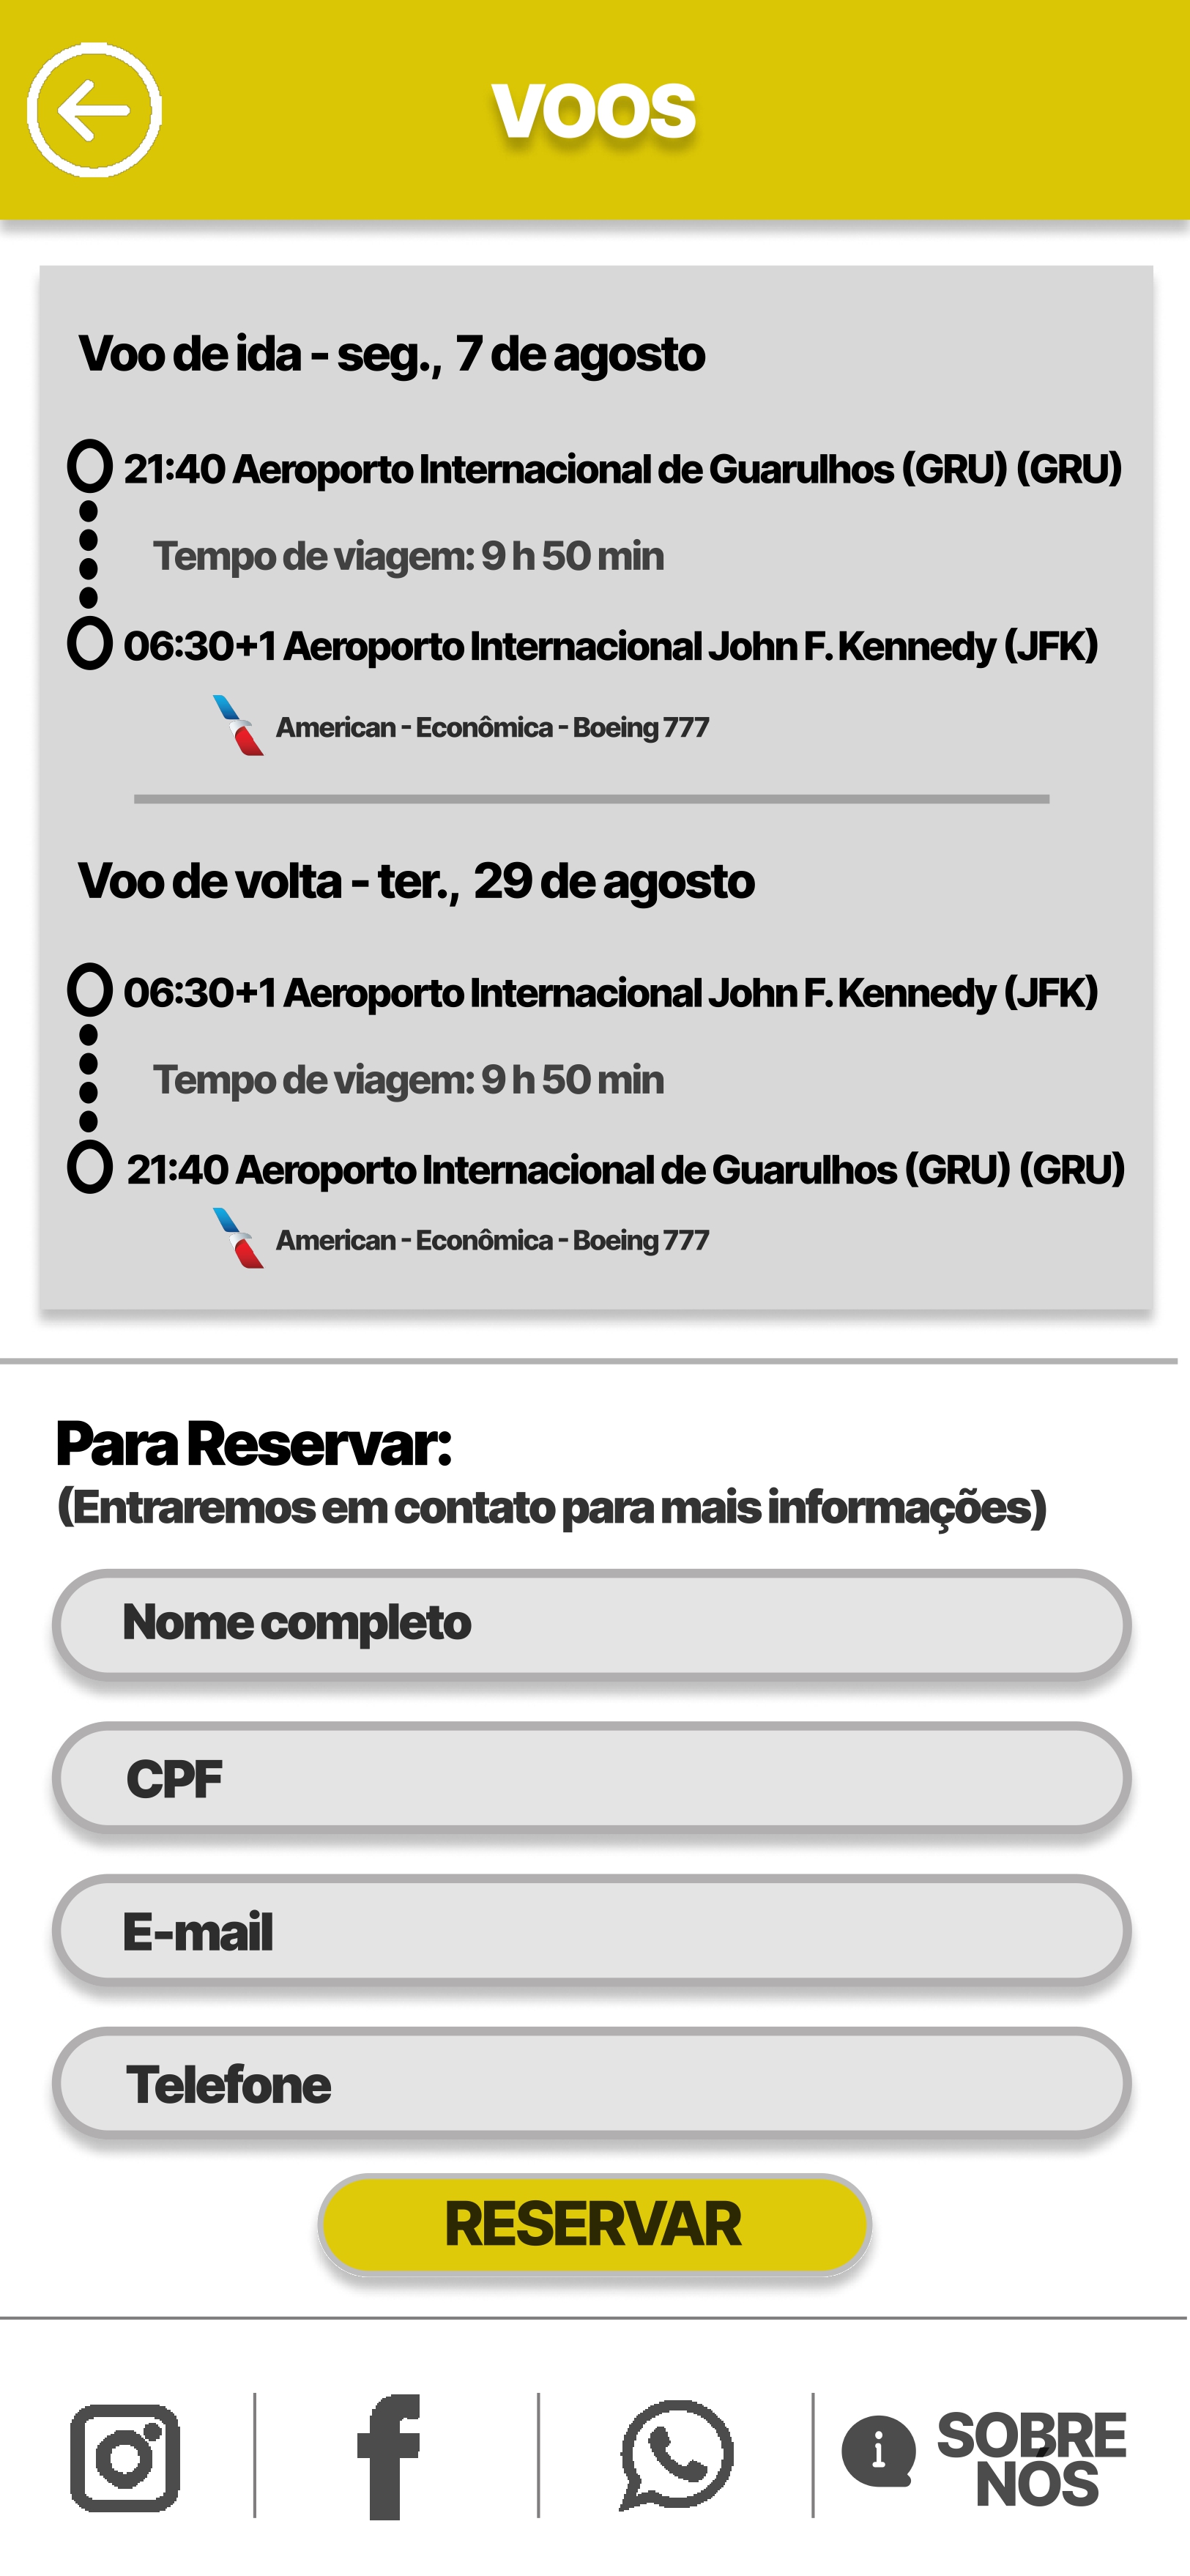 VOOS
Voo de ida - seg., 7 de agosto
21:40 Aeroporto Internacional de Guarulhos (GRU) (GRU)
Tempo de viagem: 9 h 50 min
06:30+1 Aeroporto Internacional John F. Kennedy (JFK)
American - Econômica - Boeing 777
Voo de volta - ter., 29 de agosto
06:30+1 Aeroporto Internacional John F. Kennedy (JFK)
Tempo de viagem: 9 h 50 min
21:40 Aeroporto Internacional de Guarulhos (GRU) (GRU)
American - Econômica - Boeing 777
Para Reservar:
(Entraremos em contato para mais informações)
Nome completo
CPF
E-mail
Telefone
RESERVAR
SOBRE
NÓS